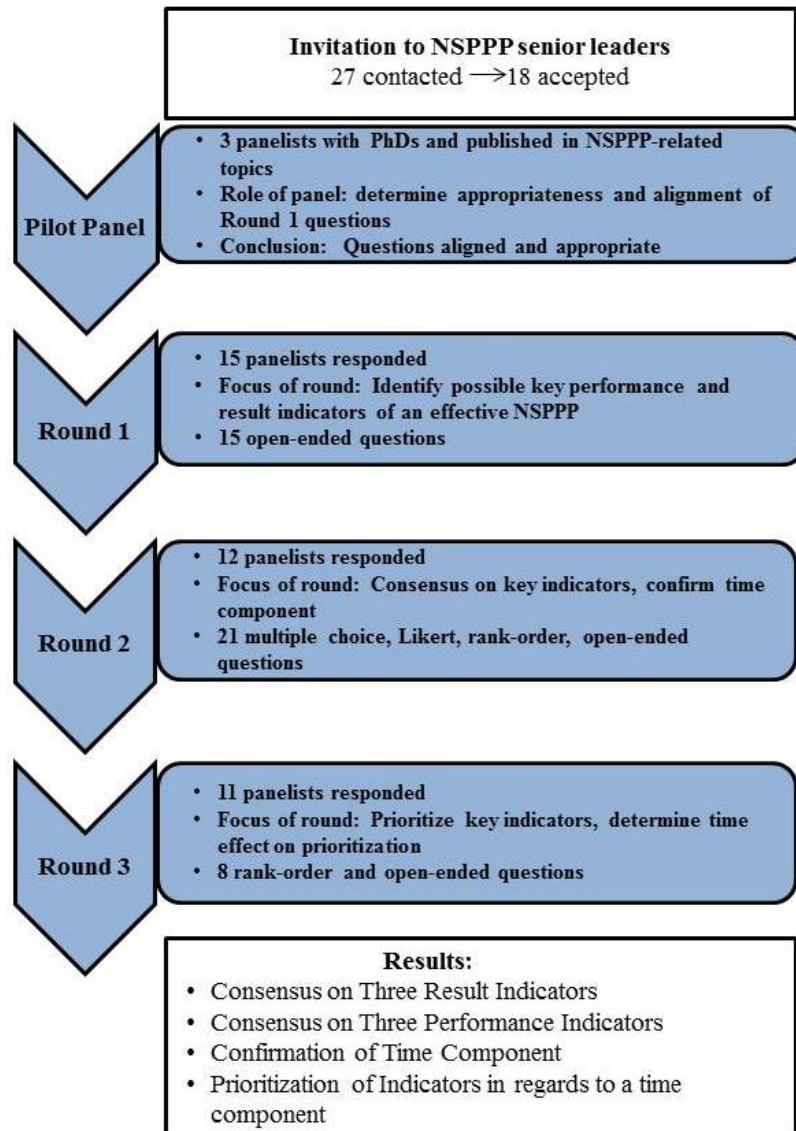 Invitation to NSPPP senior leaders
27 contacted → 18 accepted
Pilot Panel
• 3 panelists with PhDs and published in NSPPP-related
topics
• Role of panel: determine appropriateness and alignment of
Round 1 questions
• Conclusion: Questions aligned and appropriate
Round 1
• 15 panelists responded
• Focus of round: Identify possible key performance and
result indicators of an effective NSPPP
• 15 open-ended questions
Round 2
• 12 panelists responded
• Focus of round: Consensus on key indicators, confirm time
component
• 21 multiple choice, Likert, rank-order, open-ended
questions
Round 3
• 11 panelists responded
• Focus of round: Prioritize key indicators, determine time
effect on prioritization
• 8 rank-order and open-ended questions
Results:
• Consensus on Three Result Indicators
• Consensus on Three Performance Indicators
• Confirmation of Time Component
• Prioritization of Indicators in regards to a time
component